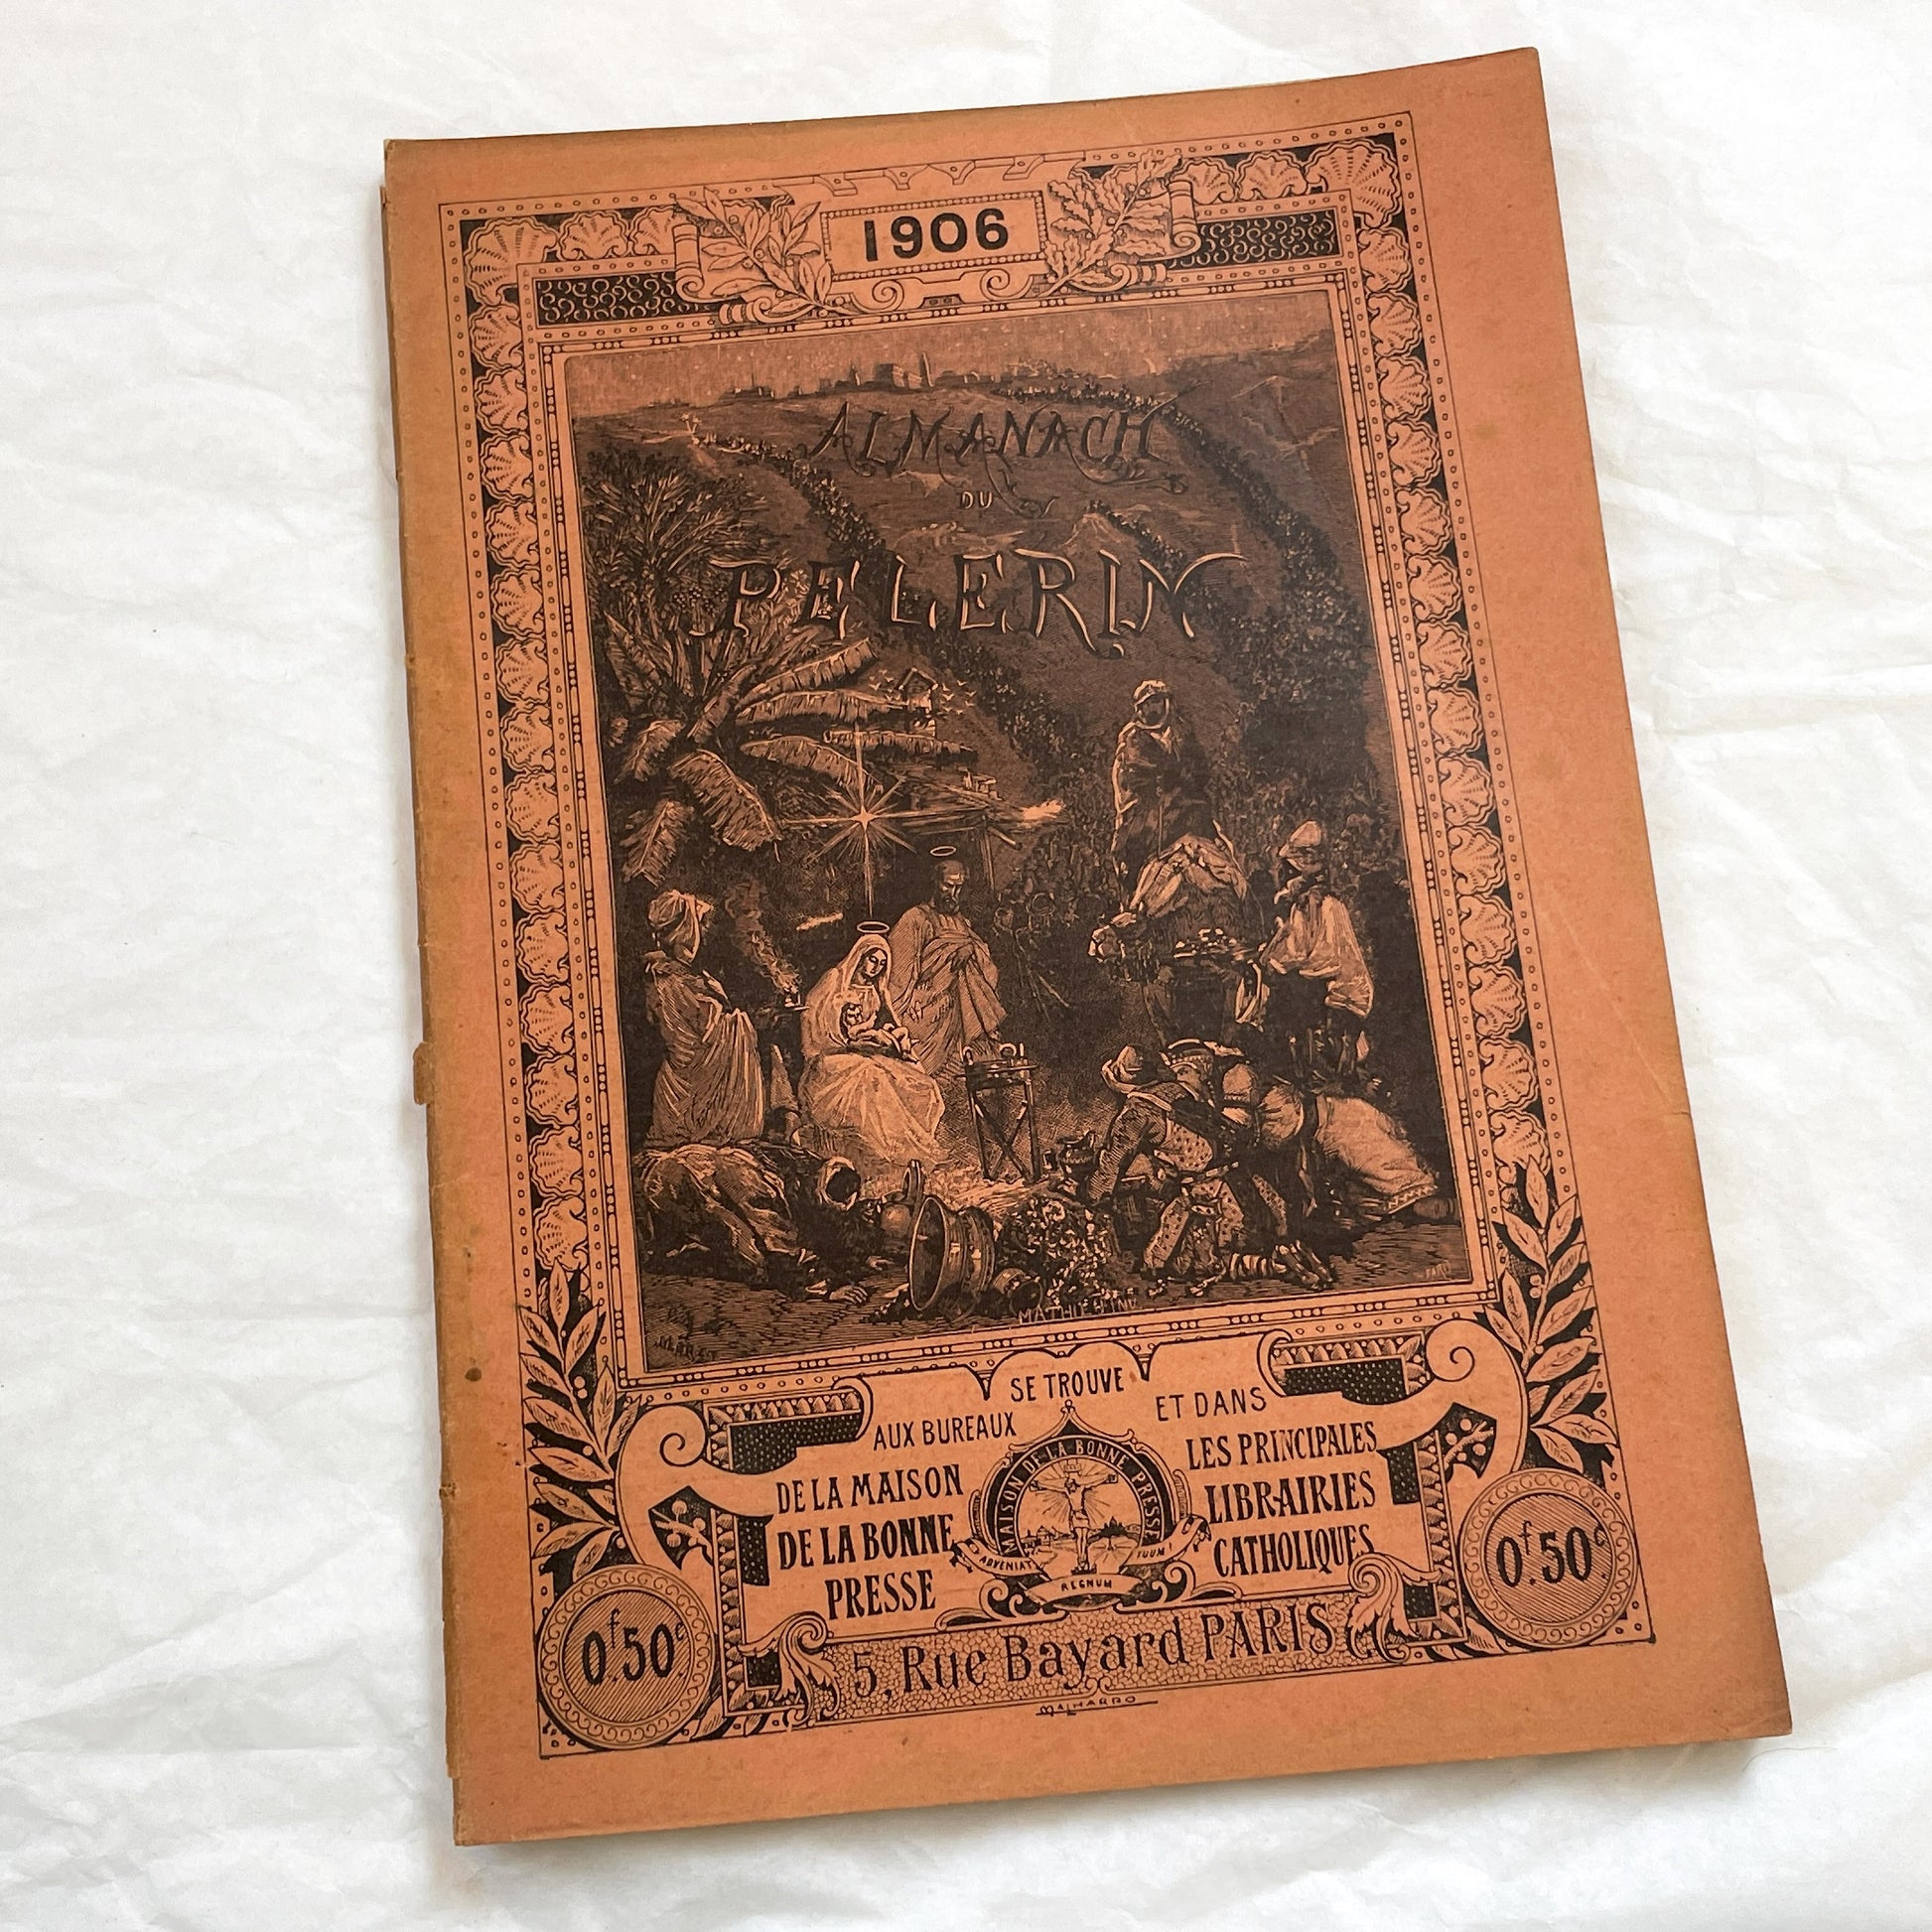 1906
ALMANACH
DU
PELERIN
SE TROUVE
AUX BUREAUX
DE LA MAISON
DE LA BONNE
PRESSE
ET DANS
LES PRINCIPALES
LIBRAIRIES
CATHOLIQUES
MAISON DE LA BONNE PRESSE
ADVENIAT REGNUM TUUM!
0f.50c.
0f.50c.
5, Rue Bayard PARIS
MALHARRO